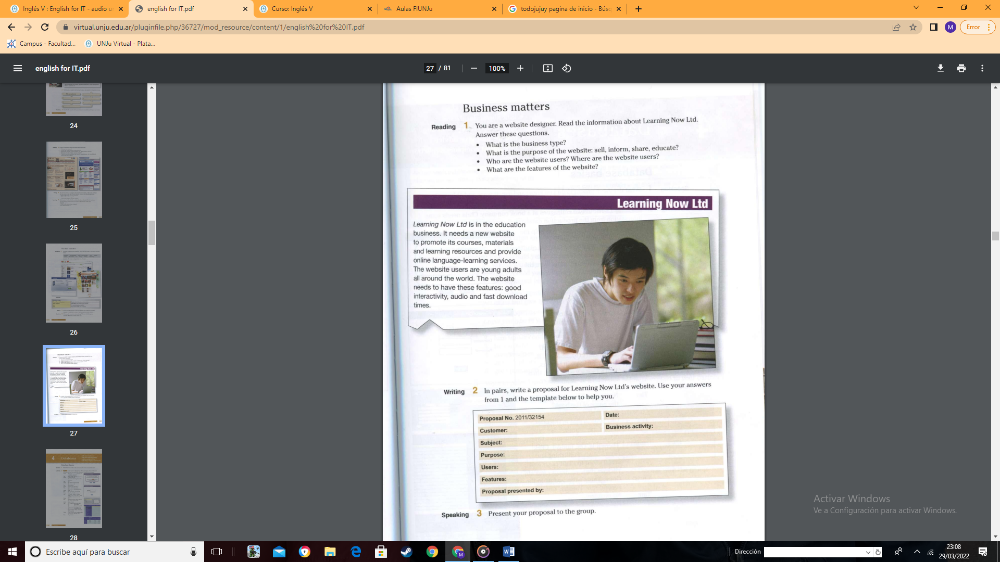 Inglés V : English for IT - audio u
english for IT.pdf
Curso: Inglés V
Aulas FIUNJu
todojujuy pagina de inicio - Bús
virtual.unju.edu.ar/pluginfile.php/36727/mod_resource/content/1/english%20for%20IT.pdf
M
Error
Campus - Facultad...
UNJu Virtual - Plata...
english for IT.pdf
27 / 81
100%
24
25
26
27
4
28
Business matters
Reading 1 You are a website designer. Read the information about Learning Now Ltd.
Answer these questions.
• What is the business type?
• What is the purpose of the website: sell, inform, share, educate?
• Who are the website users? Where are the website users?
• What are the features of the website?
Learning Now Ltd
Learning Now Ltd is in the education
business. It needs a new website
to promote its courses, materials
and learning resources and provide
online language-learning services.
The website users are young adults
all around the world. The website
needs to have these features: good
interactivity, audio and fast download
times.
Writing 2 In pairs, write a proposal for Learning Now Ltd's website. Use your answers
from 1 and the template below to help you.
Proposal No. 2011/32154 Date:
Customer: Business activity:
Subject:
Purpose:
Users:
Features:
Proposal presented by:
Speaking 3 Present your proposal to the group.
Activar Windows
Ve a Configuración para activar Windows.
Escribe aquí para buscar
Dirección
23:08
29/03/2022